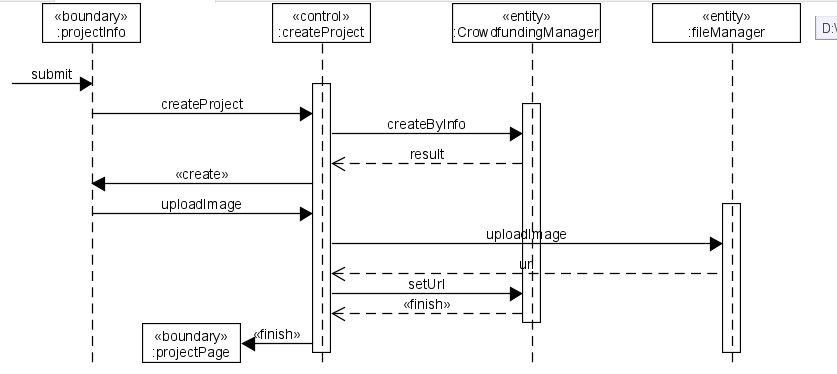 «boundary»
:projectInfo
«control»
:createProject
«entity»
:CrowdfundingManager
«entity»
:fileManager
D:\
submit
createProject
createByInfo
result
«create»
uploadImage
uploadImage
url
setUrl
«finish»
«boundary»
:projectPage
«finish»